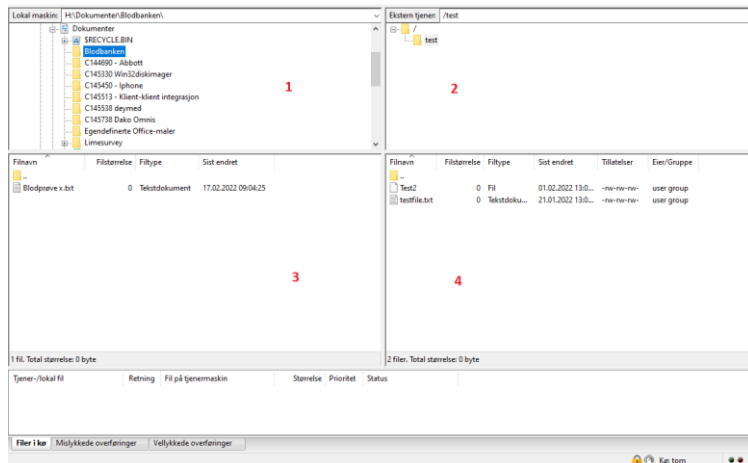 Lokal maskin: H:\Dokumenter\Blodbanken\
Dokumenter
$RECYCLE.BIN
Blodbanken
C144690 - Abbott
C145330 Win32diskimager
C145450 - Iphone
C145513 - Klient-klient integrasjon
C145538 deymed
C145738 Dako Omnis
Egendefinerte Office-maler
Limesurvey
1
Ekstern tjener: /test
/
test
2
Filnavn Filstørrelse Filtype Sist endret
..
Blodprøve x.txt 0 Tekstdokument 17.02.2022 09:04:25
3
1 fil. Total størrelse: 0 byte
Filnavn Filstørrelse Filtype Sist endret Tillatelser Eier/Gruppe
..
Test2 0 Fil 01.02.2022 13:0... -rw-rw-rw- user group
testfile.txt 0 Tekstdoku... 21.01.2022 13:0... -rw-rw-rw- user group
4
2 filer. Total størrelse: 0 byte
Tjener-/lokal fil Retning Fil på tjenermaskin Størrelse Prioritet Status
Filer i kø Mislykkede overføringer Vellykkede overføringer
Kø: tom